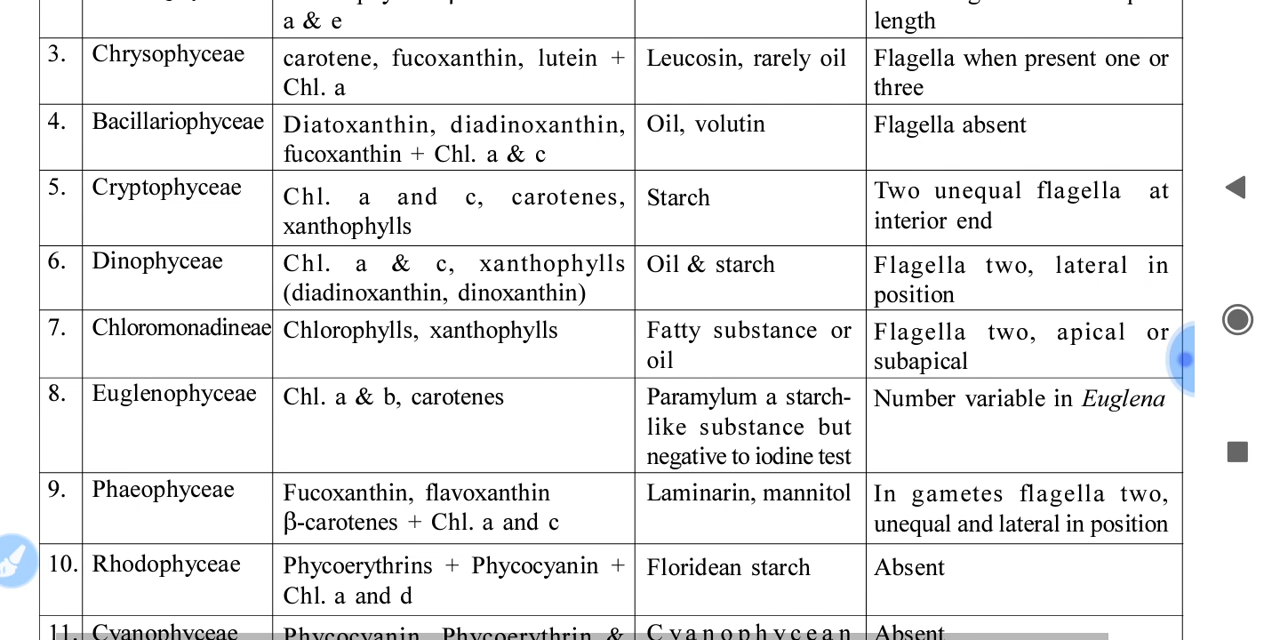 a & e
length
3.
Chrysophyceae
carotene, fucoxanthin, lutein +
Chl. a
Leucosin, rarely oil
Flagella when present one or
three
4.
Bacillariophyceae
Diatoxanthin, diadinoxanthin,
fucoxanthin + Chl. a & c
Oil, volutin
Flagella absent
5.
Cryptophyceae
Chl. a and c, carotenes,
xanthophylls
Starch
Two unequal flagella at
interior end
6.
Dinophyceae
Chl. a & c, xanthophylls
(diadinoxanthin, dinoxanthin)
Oil & starch
Flagella two, lateral in
position
7.
Chloromonadineae
Chlorophylls, xanthophylls
Fatty substance or
oil
Flagella two, apical or
subapical
8.
Euglenophyceae
Chl. a & b, carotenes
Paramylum a starch-
like substance but
negative to iodine test
Number variable in Euglena
9.
Phaeophyceae
Fucoxanthin, flavoxanthin
β-carotenes + Chl. a and c
Laminarin, mannitol
In gametes flagella two,
unequal and lateral in position
10.
Rhodophyceae
Phycoerythrins + Phycocyanin +
Chl. a and d
Floridean starch
Absent
11.
Cyanophyceae
Phycocyanin, Phycoerythrin &
Cyanophycean
Absent